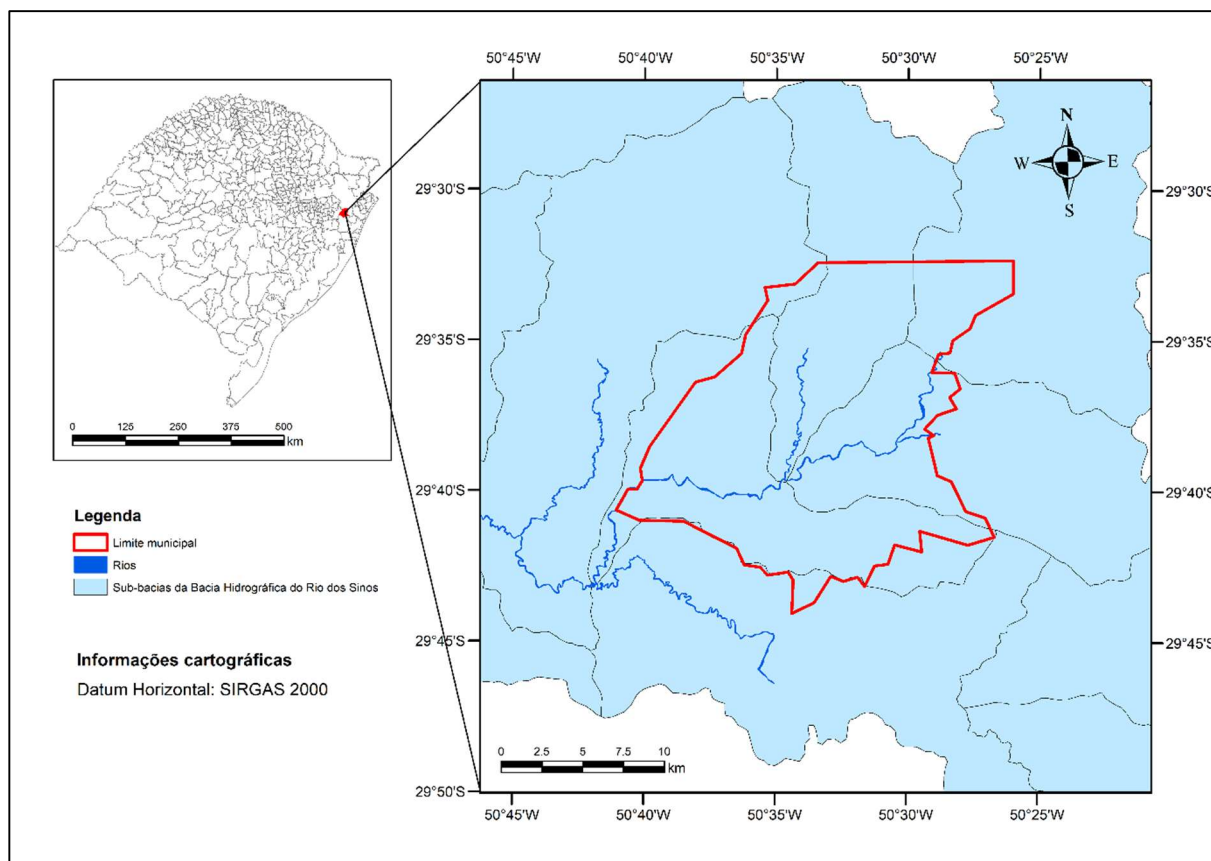 50°45'W 50°40'W 50°35'W 50°30'W 50°25'W
N
W E
S
29°30'S 29°30'S
29°35'S 29°35'S
29°40'S 29°40'S
29°45'S 29°45'S
29°50'S 29°50'S
0 125 250 375 500
km
Legenda
Limite municipal
Rios
Sub-bacias da Bacia Hidrográfica do Rio dos Sinos
Informações cartográficas
Datum Horizontal: SIRGAS 2000
0 2.5 5 7.5 10
km
50°45'W 50°40'W 50°35'W 50°30'W 50°25'W